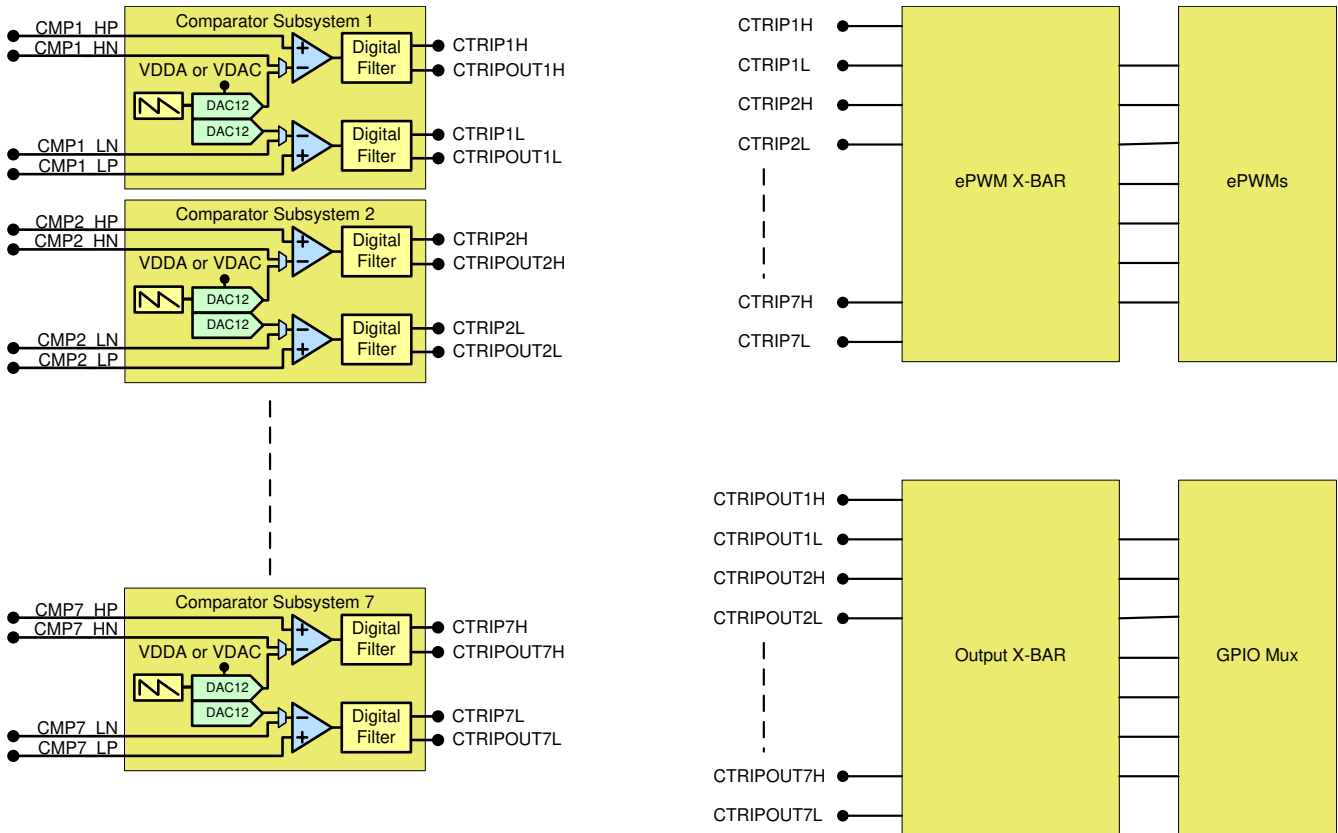 Comparator Subsystem 1
CMP1_HP
CMP1_HN
VDDA or VDAC
DAC12
DAC12
CMP1_LN
CMP1_LP
+
−
−
+
Digital
Filter
Digital
Filter
CTRIP1H
CTRIPOUT1H
CTRIP1L
CTRIPOUT1L
Comparator Subsystem 2
CMP2_HP
CMP2_HN
VDDA or VDAC
DAC12
DAC12
CMP2_LN
CMP2_LP
+
−
−
+
Digital
Filter
Digital
Filter
CTRIP2H
CTRIPOUT2H
CTRIP2L
CTRIPOUT2L
Comparator Subsystem 7
CMP7_HP
CMP7_HN
VDDA or VDAC
DAC12
DAC12
CMP7_LN
CMP7_LP
+
−
−
+
Digital
Filter
Digital
Filter
CTRIP7H
CTRIPOUT7H
CTRIP7L
CTRIPOUT7L
CTRIP1H
CTRIP1L
CTRIP2H
CTRIP2L
CTRIP7H
CTRIP7L
ePWM X-BAR
ePWMs
CTRIPOUT1H
CTRIPOUT1L
CTRIPOUT2H
CTRIPOUT2L
CTRIPOUT7H
CTRIPOUT7L
Output X-BAR
GPIO Mux